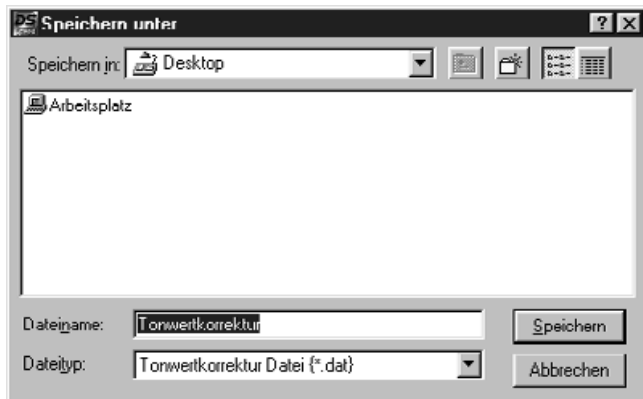 Speichern unter
Speichern in: Desktop
Arbeitsplatz
Dateiname: Tonwertkorrektur
Speichern
Dateityp: Tonwertkorrektur Datei {*.dat}
Abbrechen